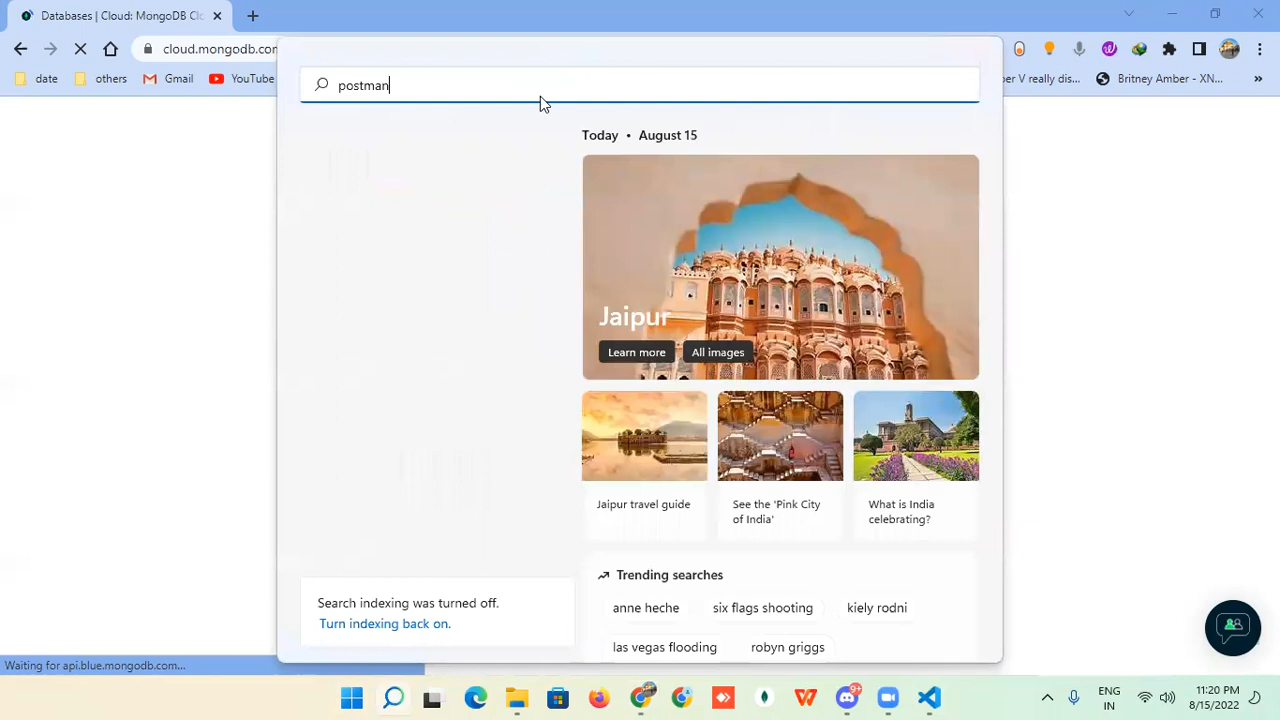 Databases | Cloud: MongoDB Clo
cloud.mongodb.com
date
others
Gmail
YouTube
er V really dis...
Britney Amber - XN...
»
postman
Today • August 15
Jaipur
Learn more
All images
Jaipur travel guide
See the 'Pink City
of India'
What is India
celebrating?
Trending searches
anne heche
six flags shooting
kiely rodni
las vegas flooding
robyn griggs
Search indexing was turned off.
Turn indexing back on.
Waiting for api.blue.mongodb.com...
9+
ENG
IN
11:20 PM
8/15/2022